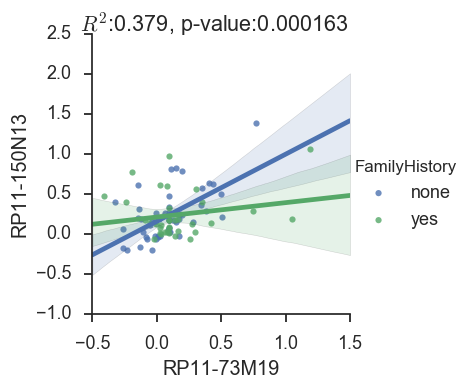 R²:0.379, p-value:0.000163
2.5
2.0
1.5
1.0
0.5
0.0
−0.5
−1.0
RP11-150N13
−0.5 0.0 0.5 1.0 1.5
RP11-73M19
FamilyHistory
none
yes